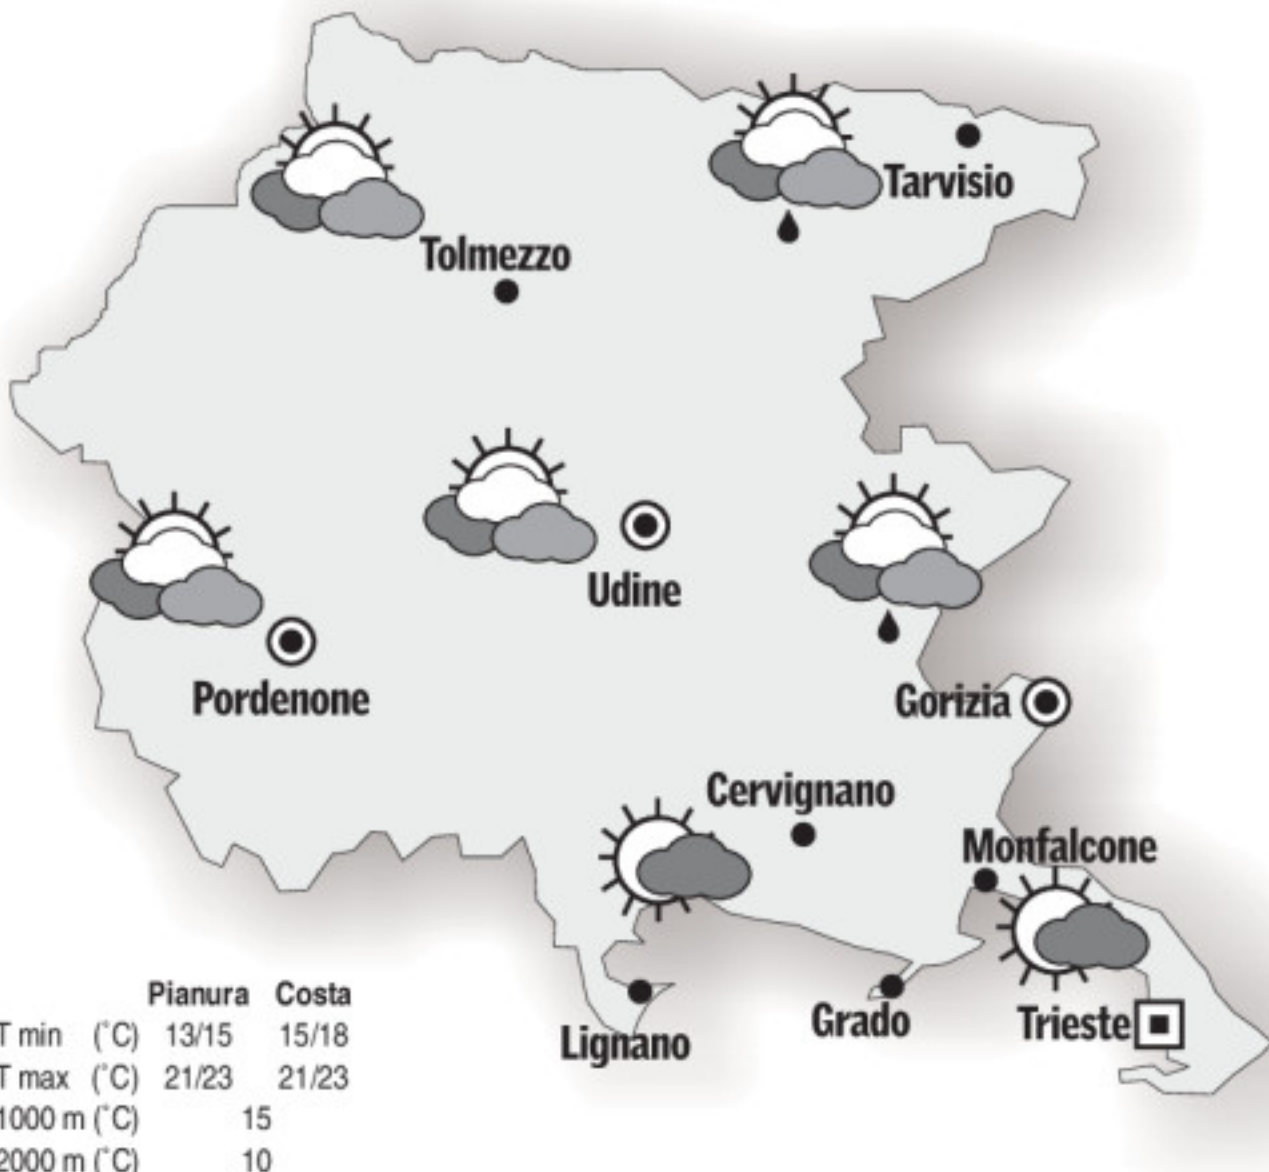 Tarvisio
Tolmezzo
Udine
Pordenone
Gorizia
Cervignano
Monfalcone
Grado
Trieste
Lignano
Pianura Costa
T min (°C) 13/15 15/18
T max (°C) 21/23 21/23
1000 m (°C) 15
2000 m (°C) 10